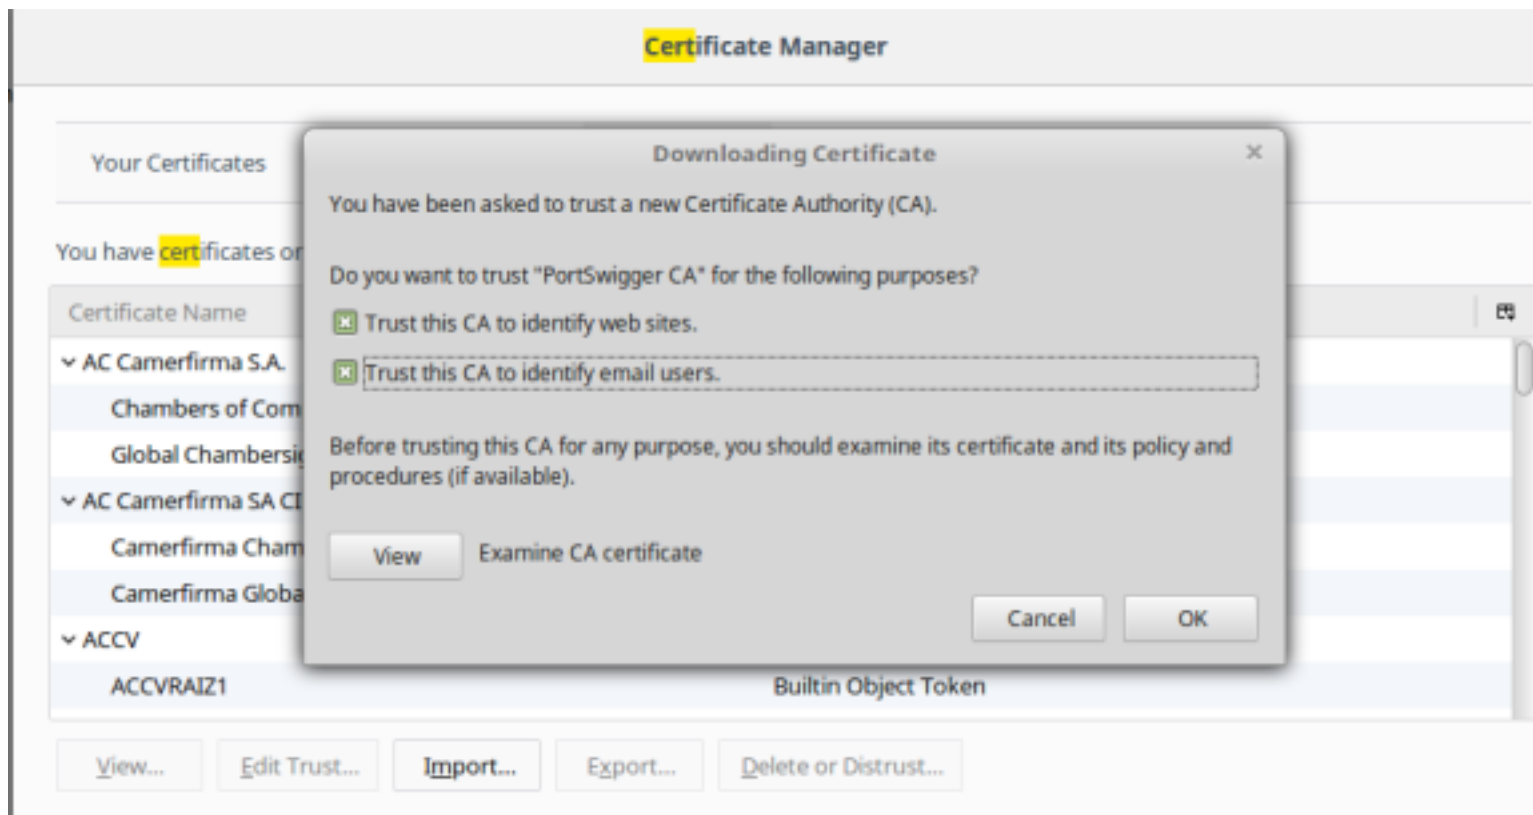 Certificate Manager
Your Certificates
You have certificates or
Certificate Name
AC Camerfirma S.A.
Chambers of Com
Global Chambersig
AC Camerfirma SA CI
Camerfirma Cham
Camerfirma Globa
ACCV
ACCVRAIZ1 Builtin Object Token
Downloading Certificate
You have been asked to trust a new Certificate Authority (CA).
Do you want to trust "PortSwigger CA" for the following purposes?
Trust this CA to identify web sites.
Trust this CA to identify email users.
Before trusting this CA for any purpose, you should examine its certificate and its policy and
procedures (if available).
View Examine CA certificate
Cancel OK
View... Edit Trust... Import... Export... Delete or Distrust...